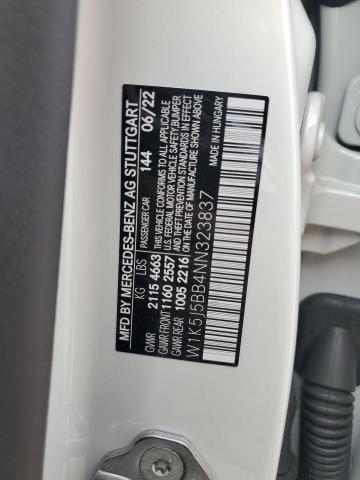 MFD BY MERCEDES-BENZ AG STUTTGART
PASSENGER CAR 144 06/22
KG LBS THIS VEHICLE CONFORMS TO ALL APPLICABLE
GVWR 2115 4663 U.S. FEDERAL MOTOR VEHICLE SAFETY, BUMPER
GAWR FRONT 1160 2557 AND THEFT PREVENTION STANDARDS IN EFFECT
GAWR REAR 1005 2216 ON THE DATE OF MANUFACTURE SHOWN ABOVE
MADE IN HUNGARY
W1K5J5BB4NN323837